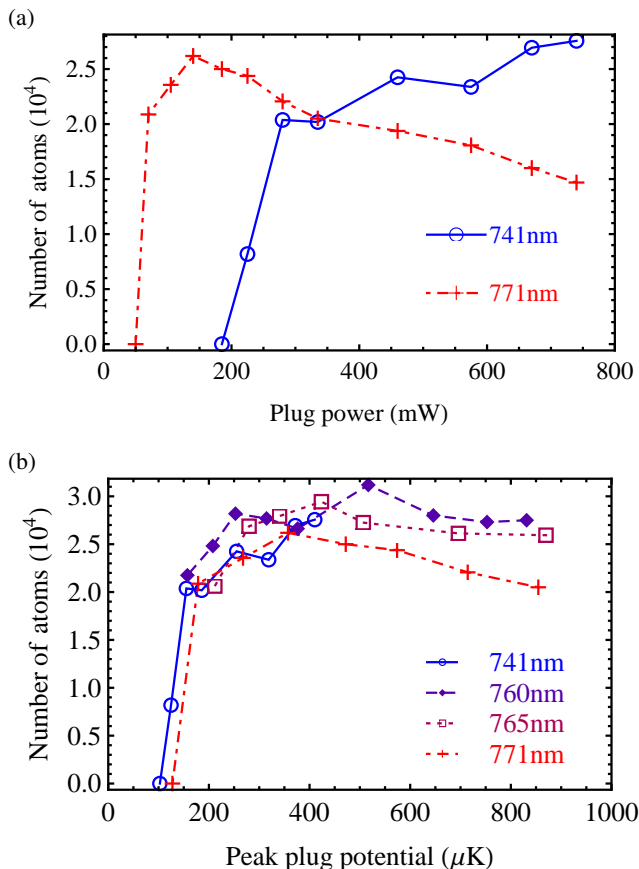 (a)
Number of atoms (10⁴)
2.5
2.0
1.5
1.0
0.5
0.0
741nm
771nm
0 200 400 600 800
Plug power (mW)
(b)
Number of atoms (10⁴)
3.0
2.5
2.0
1.5
1.0
0.5
0.0
741nm
760nm
765nm
771nm
0 200 400 600 800 1000
Peak plug potential (μK)